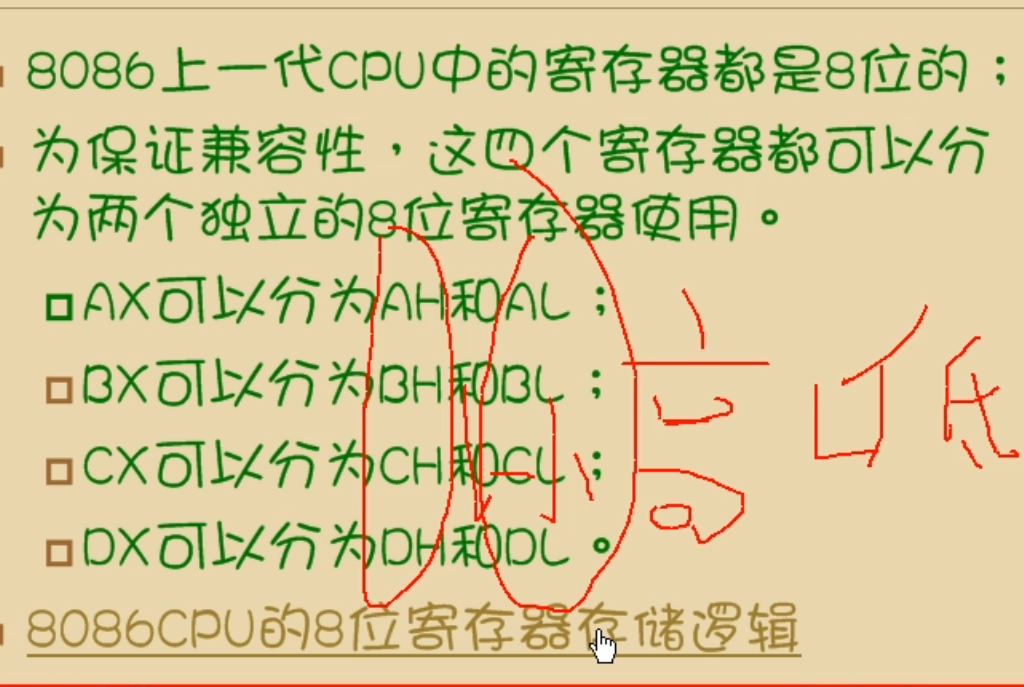 8086上一代CPU中的寄存器都是8位的；
为保证兼容性，这四个寄存器都可以分
为两个独立的8位寄存器使用。
AX可以分为AH和AL；
BX可以分为BH和BL；
CX可以分为CH和CL；
DX可以分为DH和DL。
8086CPU的8位寄存器存储逻辑